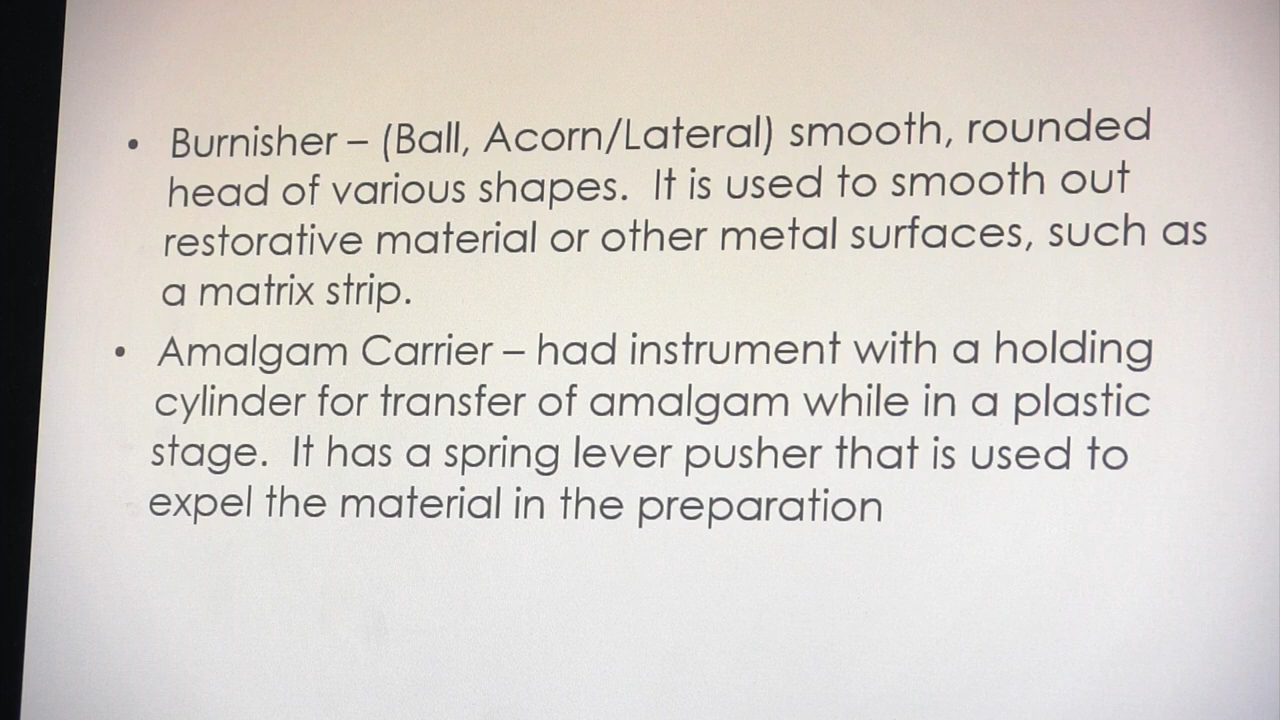 • Burnisher – (Ball, Acorn/Lateral) smooth, rounded
head of various shapes.  It is used to smooth out
restorative material or other metal surfaces, such as
a matrix strip.
• Amalgam Carrier – had instrument with a holding
cylinder for transfer of amalgam while in a plastic
stage.  It has a spring lever pusher that is used to
expel the material in the preparation